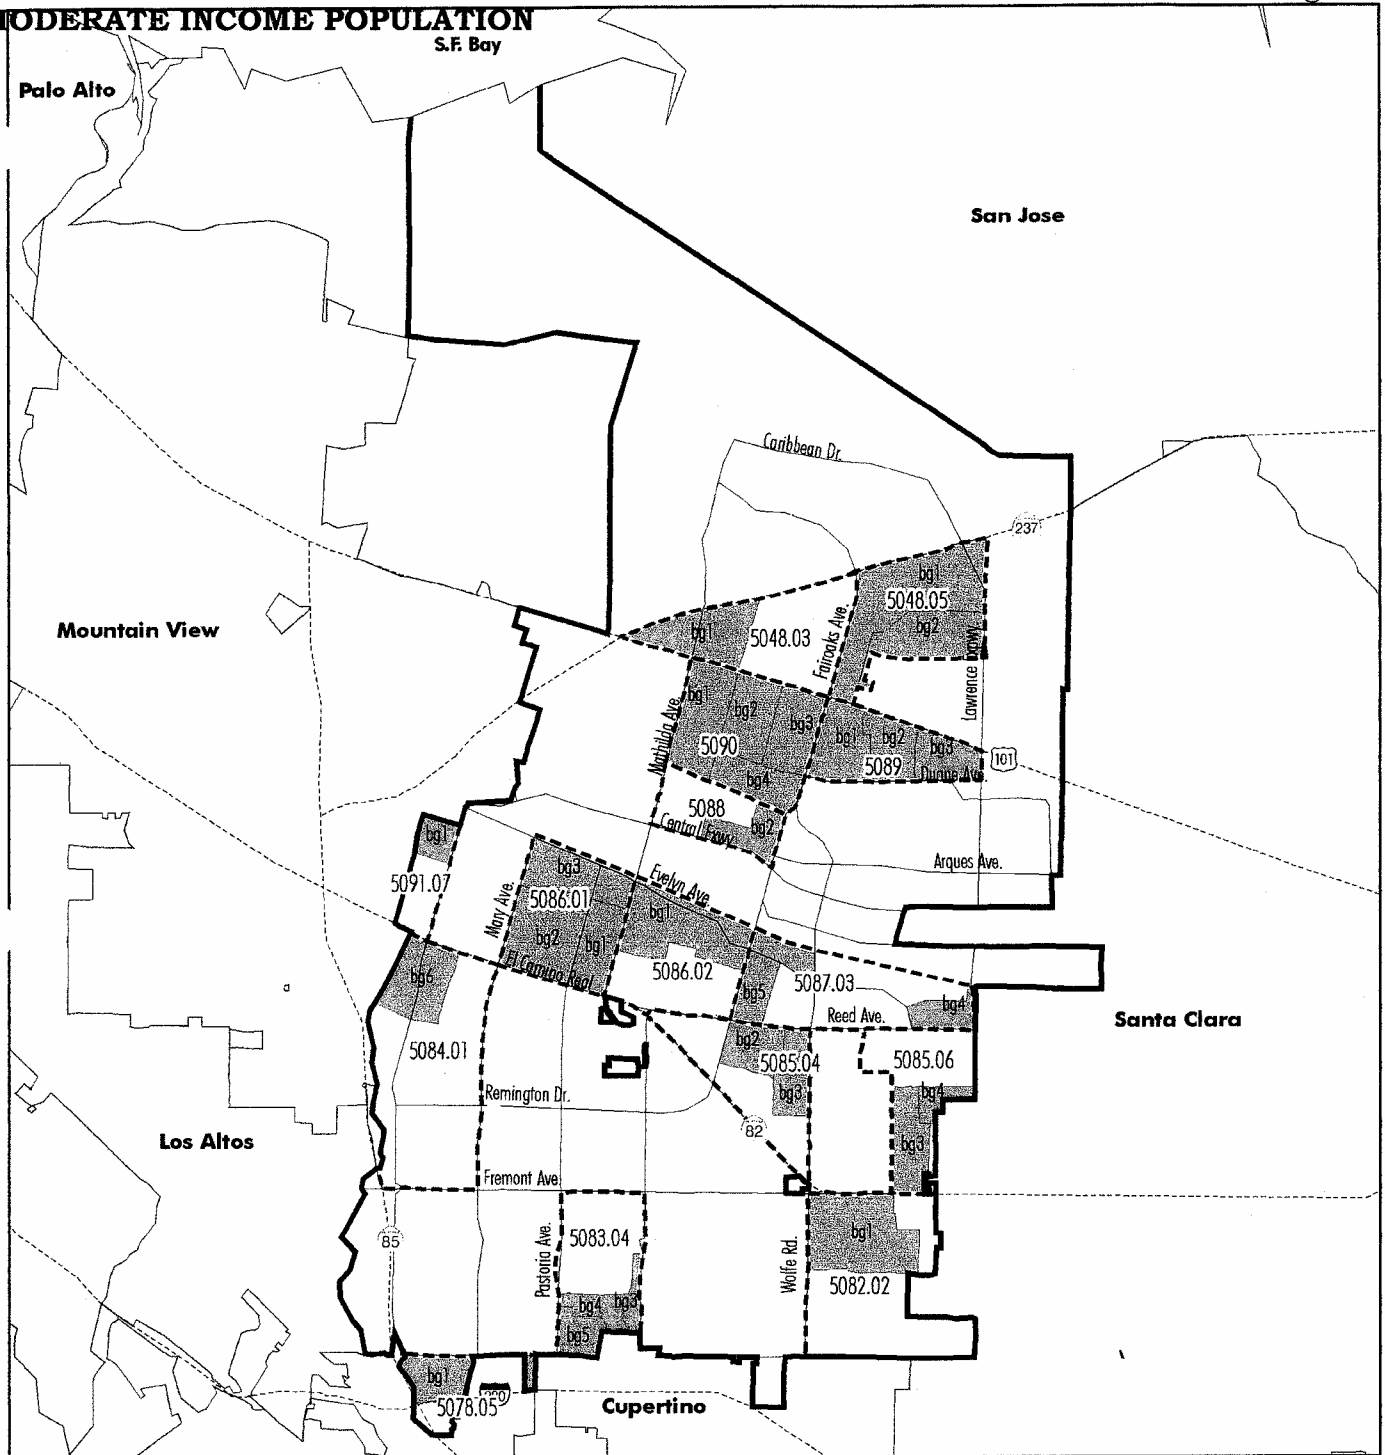 MODERATE INCOME POPULATION
S.F. Bay
Palo Alto
San Jose
Caribbean Dr.
237
bg1
5048.05
bg2
Mountain View
bg1
5048.03
Fairoaks Ave.
Lawrence Expwy.
bg1
bg2
bg3
Mathilda Ave.
5090
bg4
bg1
bg2
bg3
5089
Duane Ave.
101
5088
bg2
Central Expwy.
bg1
5091.07
Arques Ave.
Mary Ave.
bg3
5086.01
bg2
bg1
Evelyn Ave.
bg1
5086.02
El Camino Real
bg6
5084.01
bg5
5087.03
bg4
Reed Ave.
Santa Clara
bg2
5085.04
bg3
5085.06
bg4
bg3
Remington Dr.
82
Los Altos
Fremont Ave.
85
Pastoria Ave.
5083.04
bg4
bg3
bg5
Wolfe Rd.
bg1
5082.02
bg1
5078.05
Cupertino